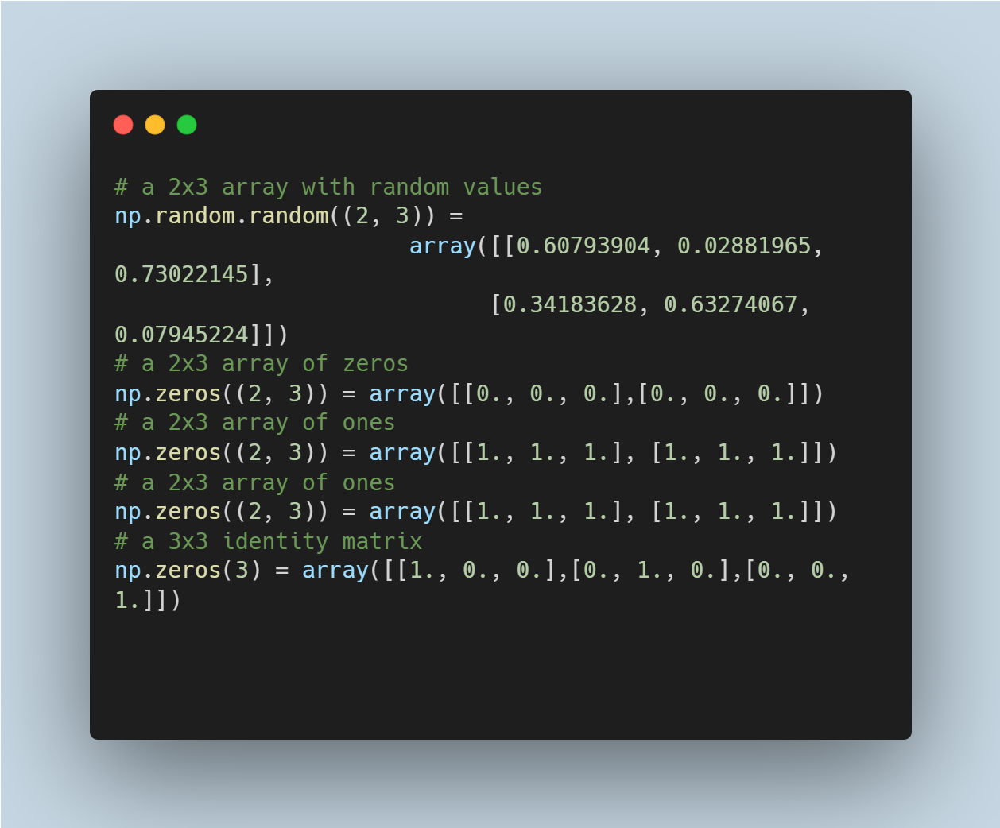 # a 2x3 array with random values
np.random.random((2, 3)) =
                      array([[0.60793904, 0.02881965,
0.73022145],
                            [0.34183628, 0.63274067,
0.07945224]])
# a 2x3 array of zeros
np.zeros((2, 3)) = array([[0., 0., 0.],[0., 0., 0.]])
# a 2x3 array of ones
np.zeros((2, 3)) = array([[1., 1., 1.], [1., 1., 1.]])
# a 2x3 array of ones
np.zeros((2, 3)) = array([[1., 1., 1.], [1., 1., 1.]])
# a 3x3 identity matrix
np.zeros(3) = array([[1., 0., 0.],[0., 1., 0.],[0., 0.,
1.]])